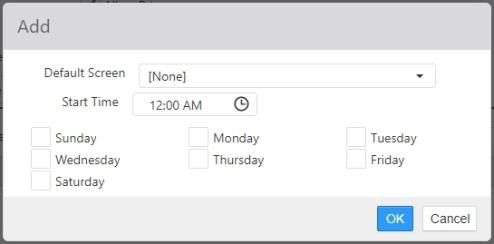 Add
Default Screen [None]
Start Time 12:00 AM
Sunday Monday Tuesday
Wednesday Thursday Friday
Saturday
OK Cancel